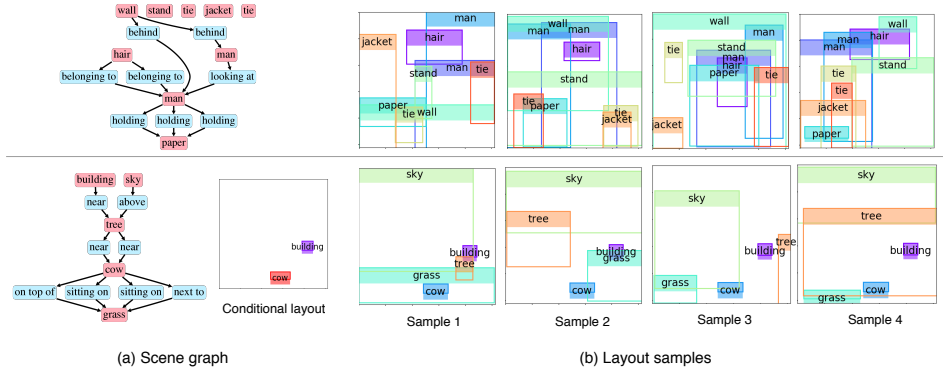 wall stand tie jacket tie
behind behind
hair man
belonging to belonging to looking at
man
holding holding holding
paper
man
jacket hair
man tie
stand
paper
tie wall
wall
man man
hair
stand
tie paper
tie
jacket
wall
man
tie stand
man
hair
paper tie
jacket
wall
man hair
man
stand
tie
tie
jacket
paper
building sky
near above
tree
near near
cow
on top of sitting on sitting on next to
grass
building
cow
Conditional layout
sky
building
tree
grass
cow
Sample 1
sky
tree
building
grass
cow
Sample 2
sky
tree
building
grass
cow
Sample 3
sky
tree
building
grass
cow
Sample 4
(a) Scene graph
(b) Layout samples